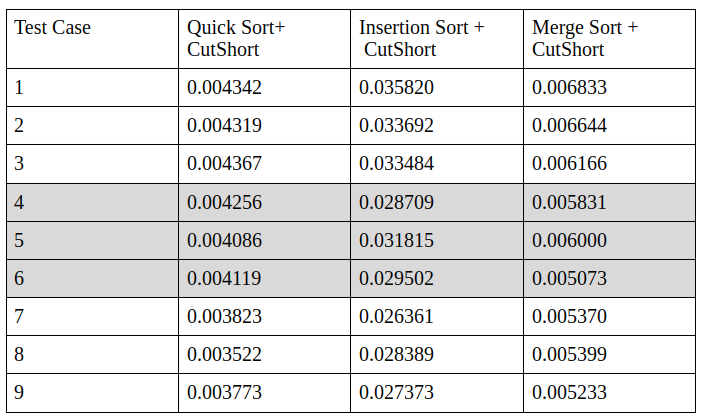 Test Case Quick Sort+ Insertion Sort + Merge Sort +
CutShort CutShort CutShort
1 0.004342 0.035820 0.006833
2 0.004319 0.033692 0.006644
3 0.004367 0.033484 0.006166
4 0.004256 0.028709 0.005831
5 0.004086 0.031815 0.006000
6 0.004119 0.029502 0.005073
7 0.003823 0.026361 0.005370
8 0.003522 0.028389 0.005399
9 0.003773 0.027373 0.005233